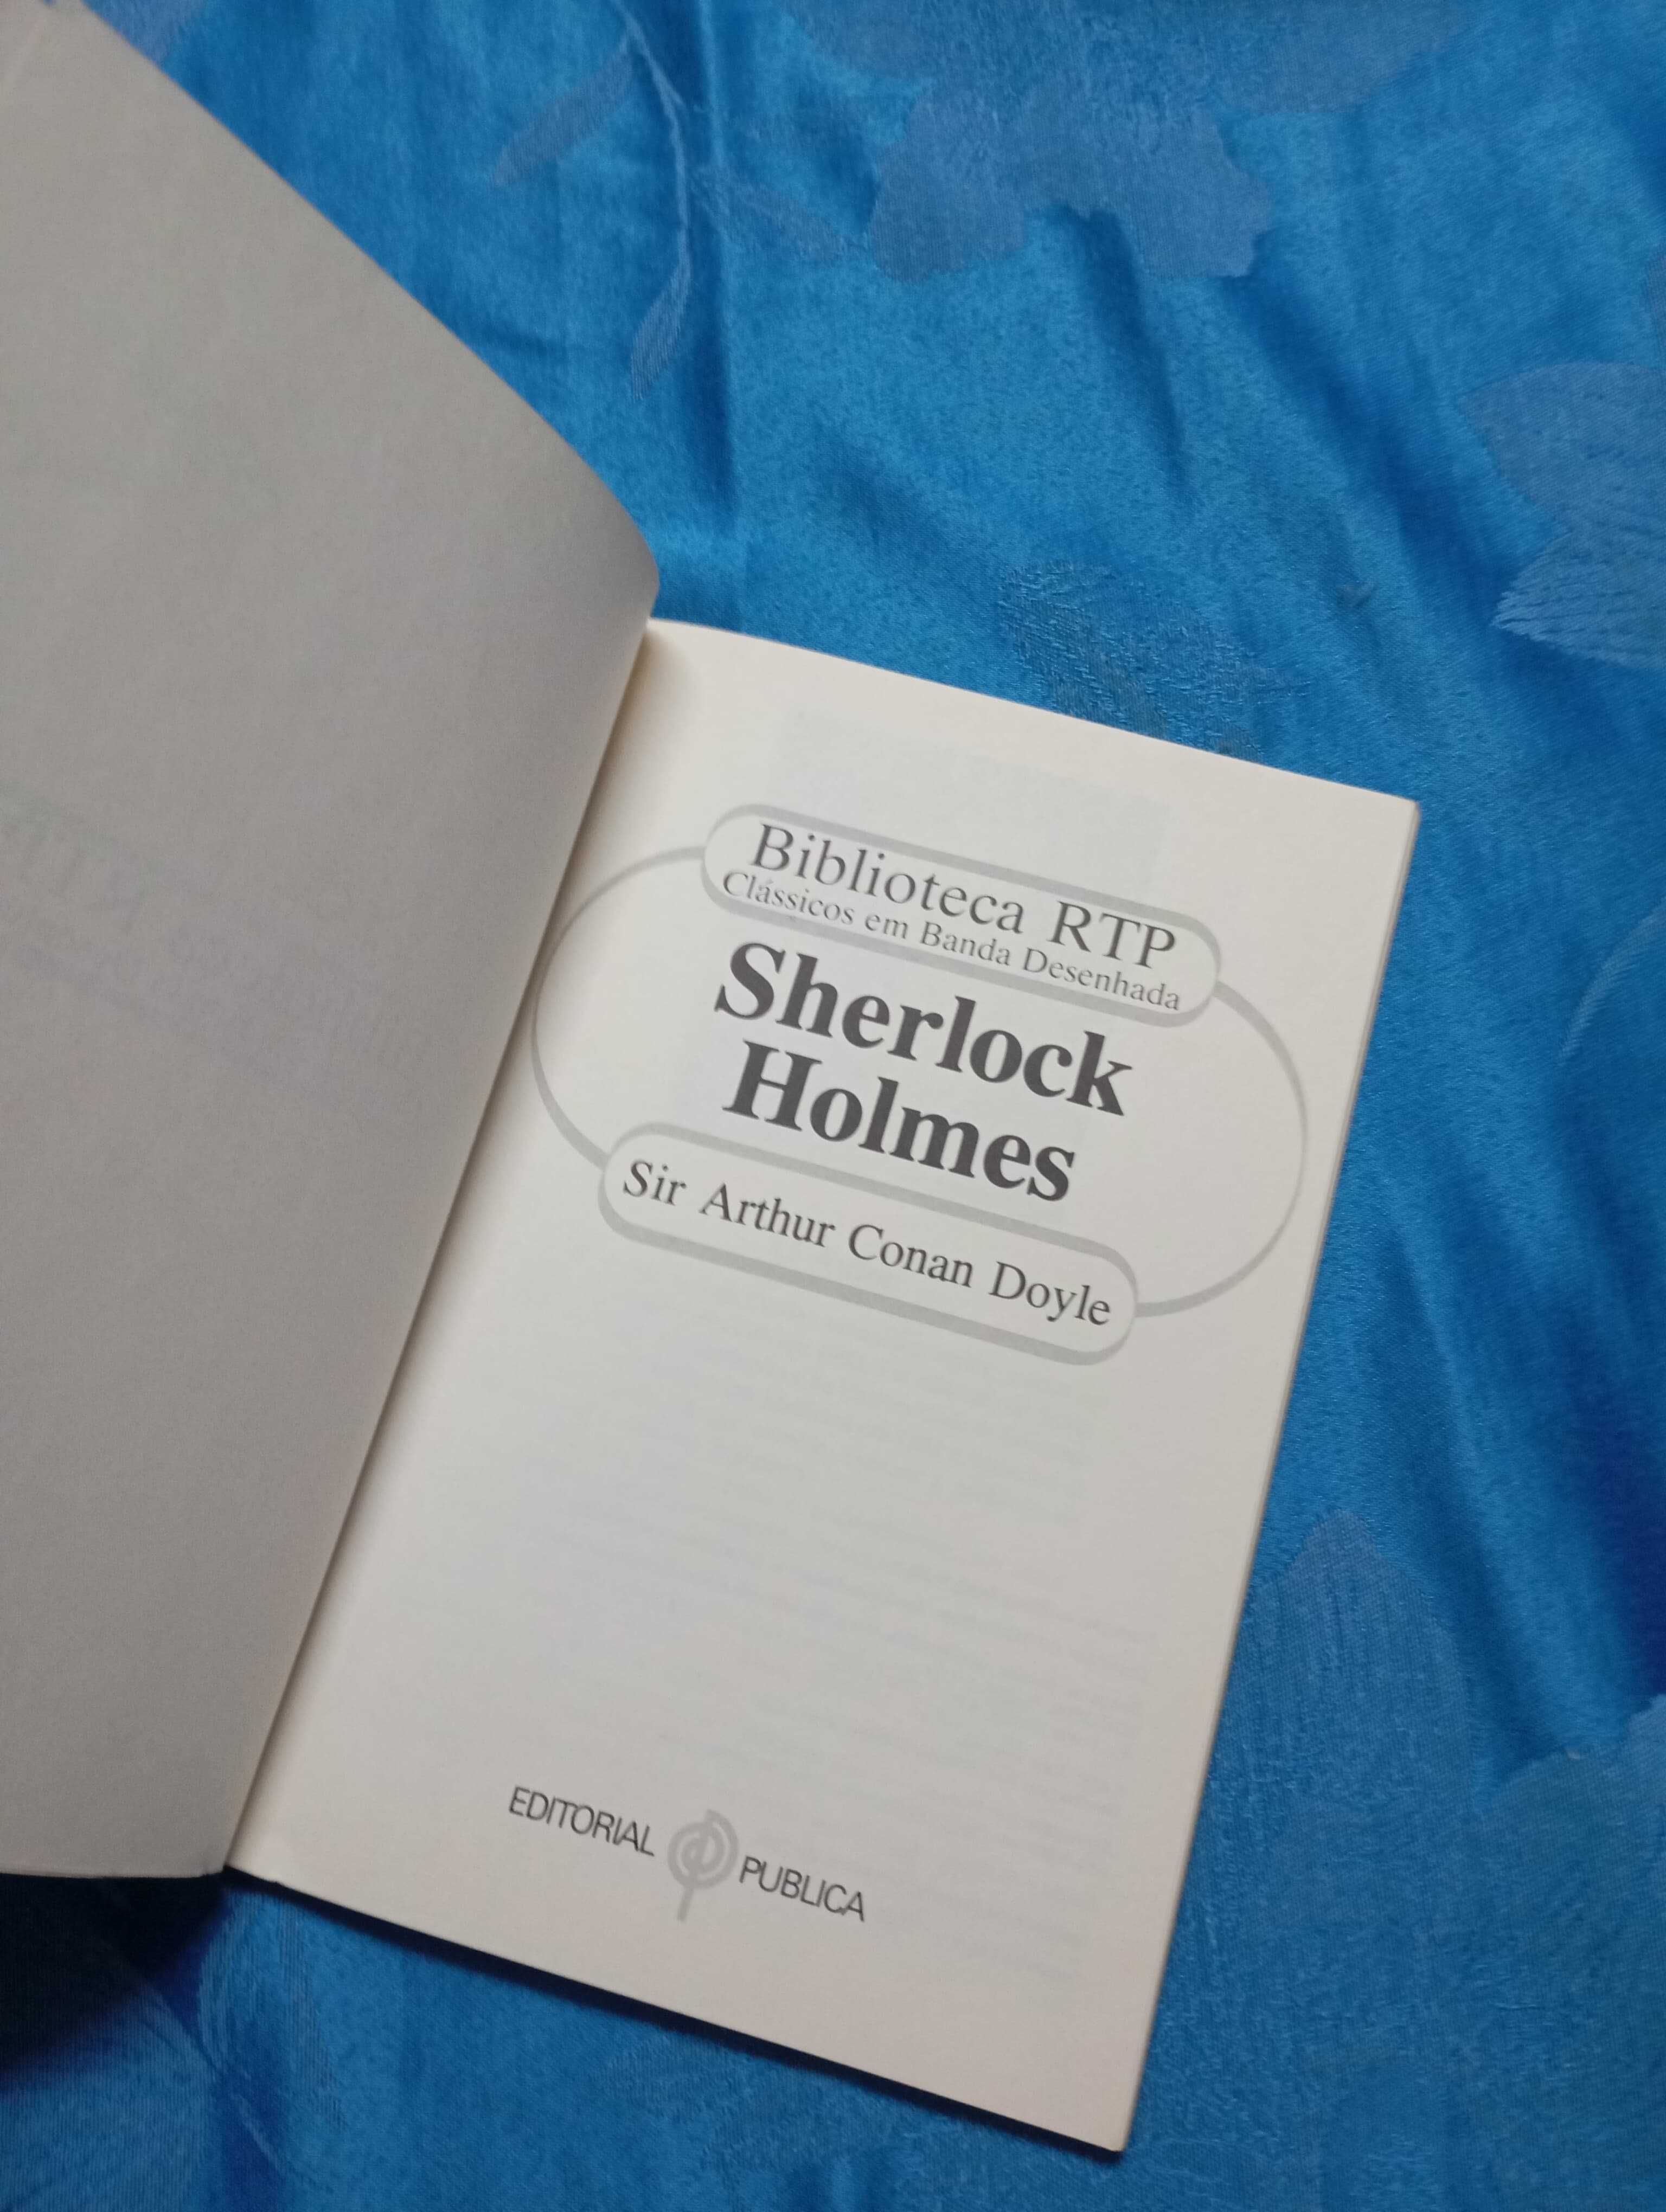 Biblioteca RTP
Clássicos em Banda Desenhada
Sherlock
Holmes
Sir Arthur Conan Doyle
EDITORIAL PUBLICA